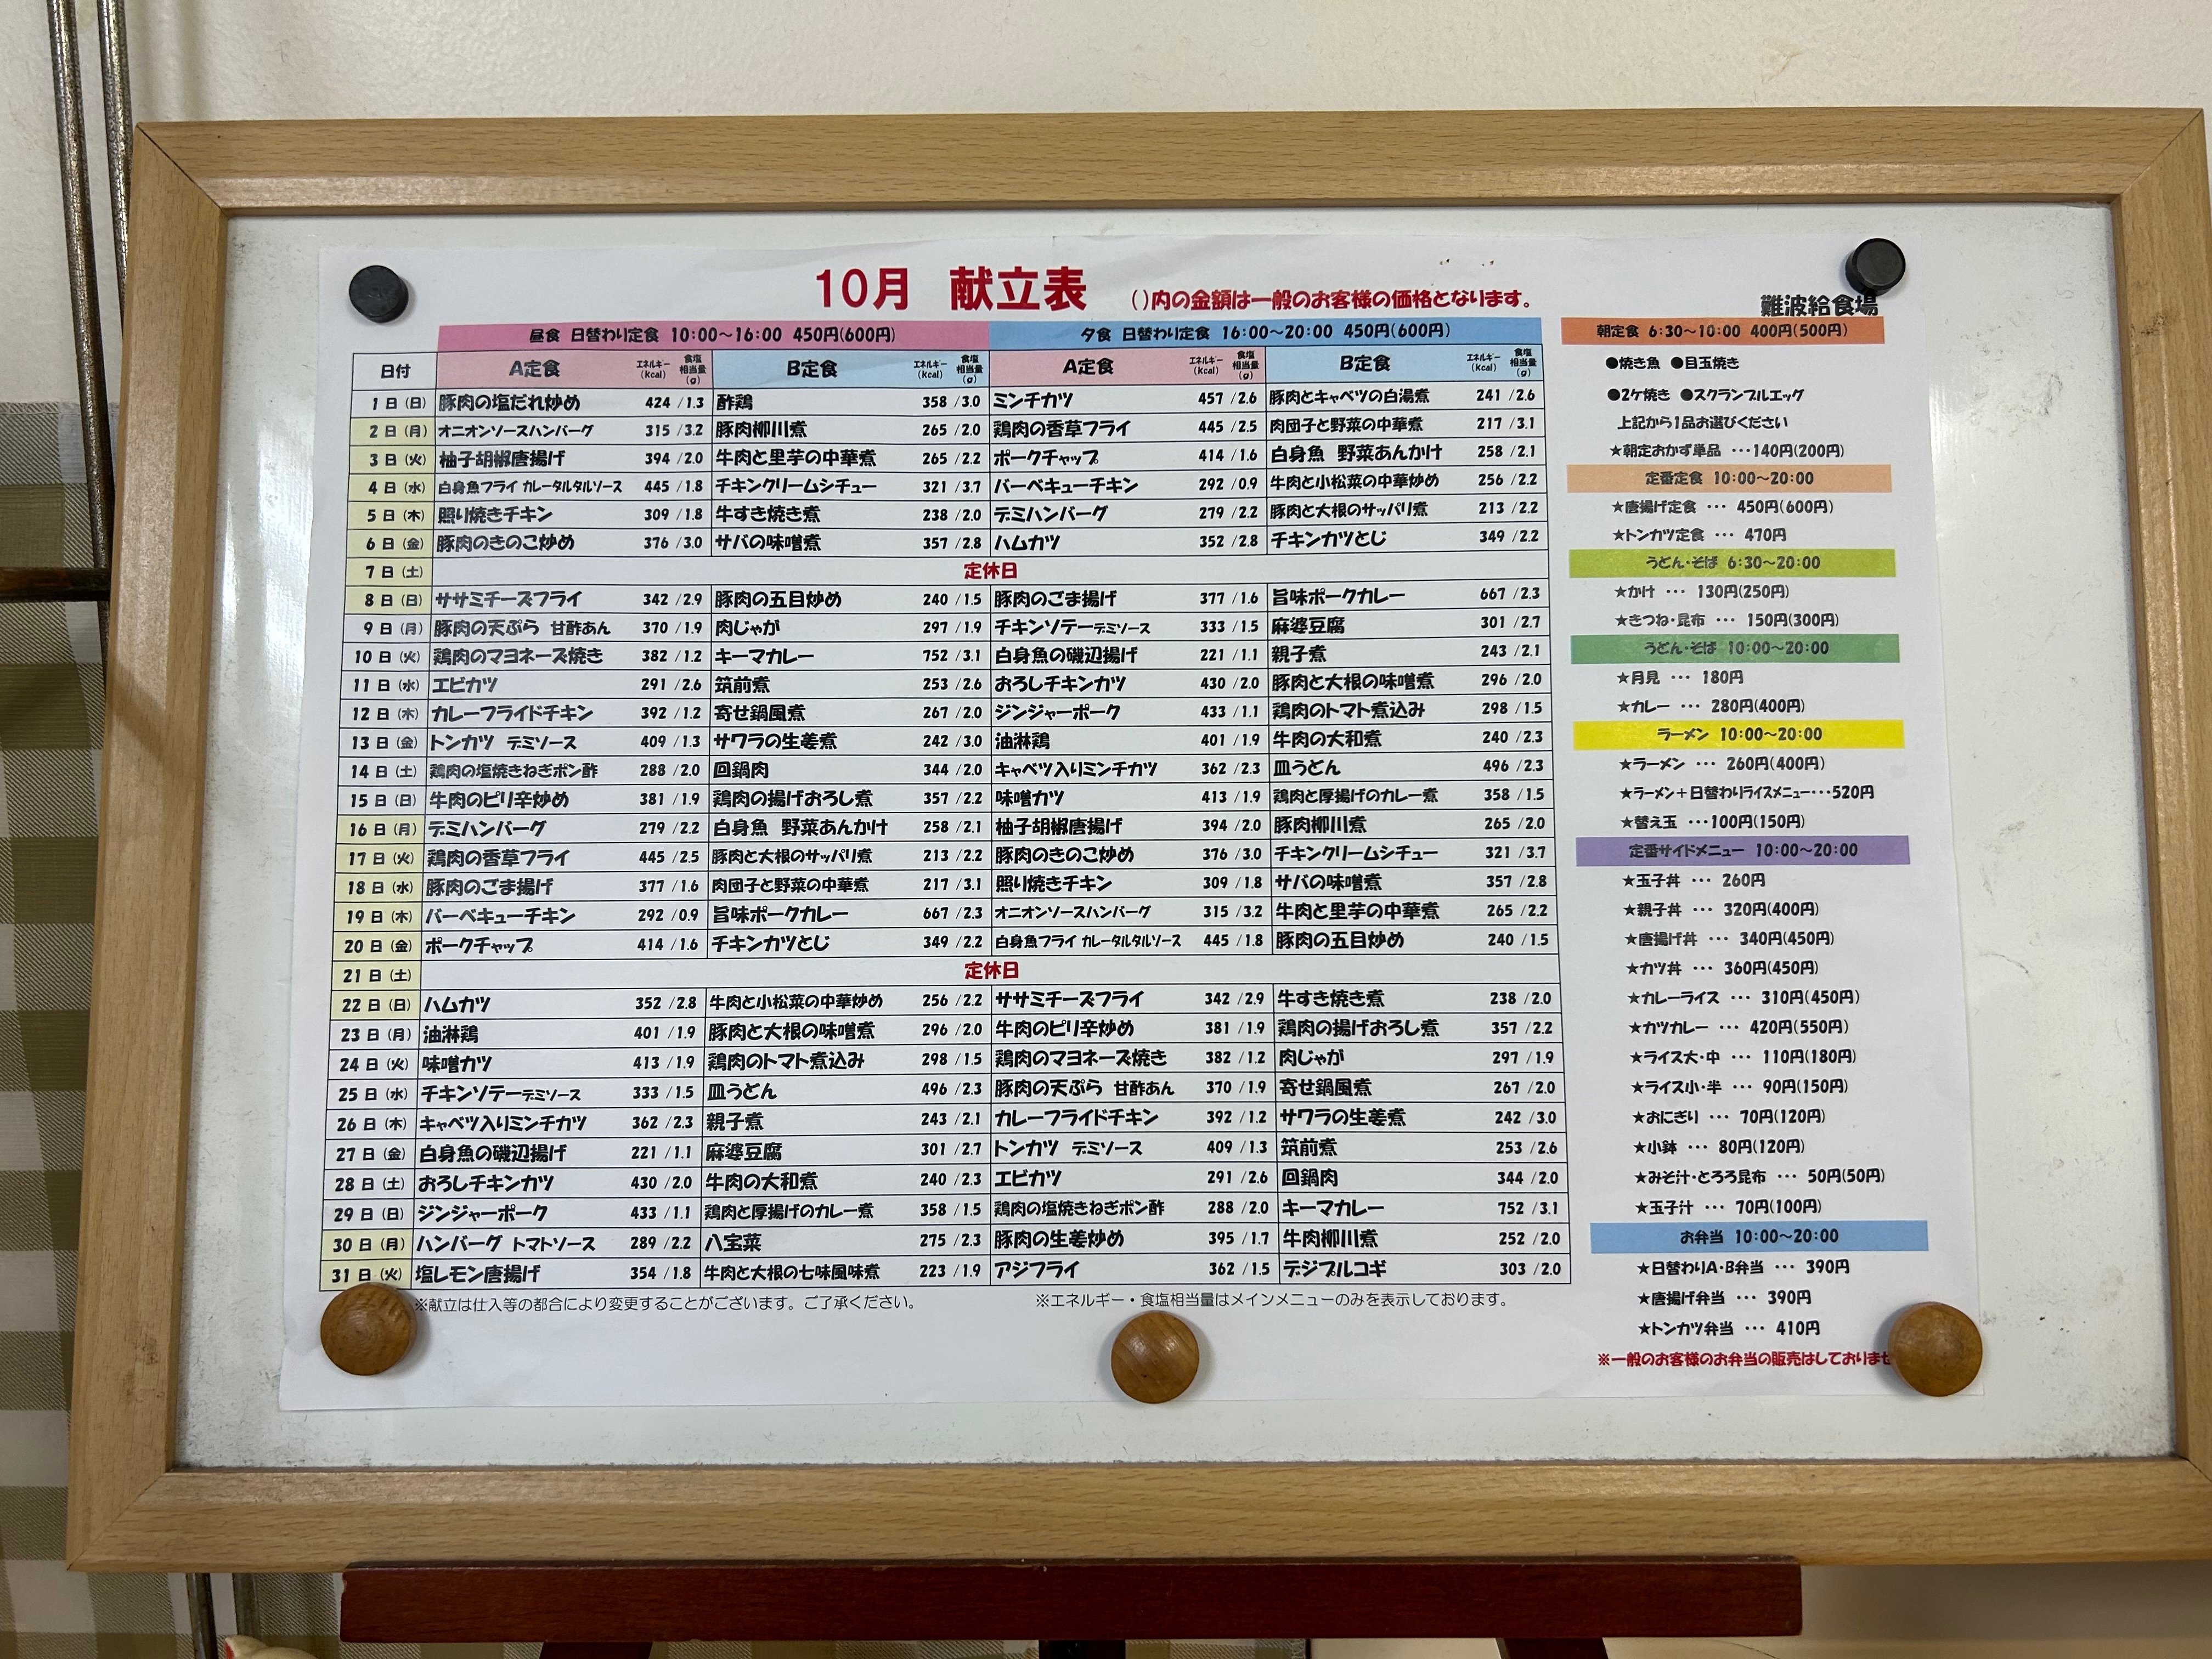 10月 献立表 ()内の金額は一般のお客様の価格となります。
難波給食場
昼食 日替わり定食 10:00～16:00 450円(600円) 夕食 日替わり定食 16:00～20:00 450円(600円)
日付 A定食 エネルギー(kcal) 食塩相当量(g) B定食 エネルギー(kcal) 食塩相当量(g) A定食 エネルギー(kcal) 食塩相当量(g) B定食 エネルギー(kcal) 食塩相当量(g)
1日(日) 豚肉の塩だれ炒め 424/1.3 酢鶏 358/3.0 ミンチカツ 457/2.6 豚肉とキャベツの白湯煮 241/2.6
2日(月) オニオンソースハンバーグ 315/3.2 豚肉柳川煮 265/2.0 鶏肉の香草フライ 445/2.5 肉団子と野菜の中華煮 217/3.1
3日(火) 柚子胡椒唐揚げ 394/2.0 牛肉と里芋の中華煮 265/2.2 ポークチャップ 414/1.6 白身魚 野菜あんかけ 258/2.1
4日(水) 白身魚フライ カレータルタルソース 445/1.8 チキンクリームシチュー 321/3.7 バーベキューチキン 292/0.9 牛肉と小松菜の中華炒め 256/2.2
5日(木) 照り焼きチキン 309/1.8 牛すき焼き煮 238/2.0 デミハンバーグ 279/2.2 豚肉と大根のサッパリ煮 213/2.2
6日(金) 豚肉のきのこ炒め 376/3.0 サバの味噌煮 357/2.8 ハムカツ 352/2.8 チキンカツとじ 349/2.2
7日(土) 定休日
8日(日) ササミチーズフライ 342/2.9 豚肉の五目炒め 240/1.5 豚肉のごま揚げ 377/1.6 旨味ポークカレー 667/2.3
9日(月) 豚肉の天ぷら 甘酢あん 370/1.9 肉じゃが 297/1.9 チキンソテーデミソース 333/1.5 麻婆豆腐 301/2.7
10日(火) 鶏肉のマヨネーズ焼き 382/1.2 キーマカレー 752/3.1 白身魚の磯辺揚げ 221/1.1 親子煮 243/2.1
11日(水) エビカツ 291/2.6 筑前煮 253/2.6 おろしチキンカツ 430/2.0 豚肉と大根の味噌煮 296/2.0
12日(木) カレーフライドチキン 392/1.2 寄せ鍋風煮 267/2.0 ジンジャーポーク 433/1.1 鶏肉のトマト煮込み 298/1.5
13日(金) トンカツ デミソース 409/1.3 サワラの生姜煮 242/3.0 油淋鶏 401/1.9 牛肉の大和煮 240/2.3
14日(土) 鶏肉の塩焼きねぎポン酢 288/2.0 回鍋肉 344/2.0 キャベツ入りミンチカツ 362/2.3 皿うどん 496/2.3
15日(日) 牛肉のピリ辛炒め 381/1.9 鶏肉の揚げおろし煮 357/2.2 味噌カツ 413/1.9 鶏肉と厚揚げのカレー煮 358/1.5
16日(月) デミハンバーグ 279/2.2 白身魚 野菜あんかけ 258/2.1 柚子胡椒唐揚げ 394/2.0 豚肉柳川煮 265/2.0
17日(火) 鶏肉の香草フライ 445/2.5 豚肉と大根のサッパリ煮 213/2.2 豚肉のきのこ炒め 376/3.0 チキンクリームシチュー 321/3.7
18日(水) 豚肉のごま揚げ 377/1.6 肉団子と野菜の中華煮 217/3.1 照り焼きチキン 309/1.8 サバの味噌煮 357/2.8
19日(木) バーベキューチキン 292/0.9 旨味ポークカレー 667/2.3 オニオンソースハンバーグ 315/3.2 牛肉と里芋の中華煮 265/2.2
20日(金) ポークチャップ 414/1.6 チキンカツとじ 349/2.2 白身魚フライ カレータルタルソース 445/1.8 豚肉の五目炒め 240/1.5
21日(土) 定休日
22日(日) ハムカツ 352/2.8 牛肉と小松菜の中華炒め 256/2.2 ササミチーズフライ 342/2.9 牛すき焼き煮 238/2.0
23日(月) 油淋鶏 401/1.9 豚肉と大根の味噌煮 296/2.0 牛肉のピリ辛炒め 381/1.9 鶏肉の揚げおろし煮 357/2.2
24日(火) 味噌カツ 413/1.9 鶏肉のトマト煮込み 298/1.5 鶏肉のマヨネーズ焼き 382/1.2 肉じゃが 297/1.9
25日(水) チキンソテーデミソース 333/1.5 皿うどん 496/2.3 豚肉の天ぷら 甘酢あん 370/1.9 寄せ鍋風煮 267/2.0
26日(木) キャベツ入りミンチカツ 362/2.3 親子煮 243/2.1 カレーフライドチキン 392/1.2 サワラの生姜煮 242/3.0
27日(金) 白身魚の磯辺揚げ 221/1.1 麻婆豆腐 301/2.7 トンカツ デミソース 409/1.3 筑前煮 253/2.6
28日(土) おろしチキンカツ 430/2.0 牛肉の大和煮 240/2.3 エビカツ 291/2.6 回鍋肉 344/2.0
29日(日) ジンジャーポーク 433/1.1 鶏肉と厚揚げのカレー煮 358/1.5 鶏肉の塩焼きねぎポン酢 288/2.0 キーマカレー 752/3.1
30日(月) ハンバーグ トマトソース 289/2.2 八宝菜 275/2.3 豚肉の生姜炒め 395/1.7 牛肉柳川煮 252/2.0
31日(火) 塩レモン唐揚げ 354/1.8 牛肉と大根の七味風味煮 223/1.9 アジフライ 362/1.5 デジプルコギ 303/2.0
※献立は仕入等の都合により変更することがございます。ご了承ください。 ※エネルギー・食塩相当量はメインメニューのみを表示しております。
朝定食 6:30～10:00 400円(500円)
●焼き魚 ●目玉焼き
●2ケ焼き ●スクランブルエッグ
上記から1品お選びください
★朝定おかず単品 ･･･140円(200円)
定番定食 10:00～20:00
★唐揚げ定食 ･･･ 450円(600円)
★トンカツ定食 ･･･ 470円
うどん・そば 6:30～20:00
★かけ ･･･ 130円(250円)
★きつね・昆布 ･･･ 150円(300円)
うどん・そば 10:00～20:00
★月見 ･･･ 180円
★カレー ･･･ 280円(400円)
ラーメン 10:00～20:00
★ラーメン ･･･ 260円(400円)
★ラーメン＋日替わりライスメニュー･･･520円
★替え玉 ･･･100円(150円)
定番サイドメニュー 10:00～20:00
★玉子丼 ･･･ 260円
★親子丼 ･･･ 320円(400円)
★唐揚げ丼 ･･･ 340円(450円)
★カツ丼 ･･･ 360円(450円)
★カレーライス ･･･ 310円(450円)
★カツカレー ･･･ 420円(550円)
★ライス大・中 ･･･ 110円(180円)
★ライス小・半 ･･･ 90円(150円)
★おにぎり ･･･ 70円(120円)
★小鉢 ･･･ 80円(120円)
★みそ汁・とろろ昆布 ･･･ 50円(50円)
★玉子汁 ･･･ 70円(100円)
お弁当 10:00～20:00
★日替わりA・B弁当 ･･･ 390円
★唐揚げ弁当 ･･･ 390円
★トンカツ弁当 ･･･ 410円
※一般のお客様のお弁当の販売はしておりませ